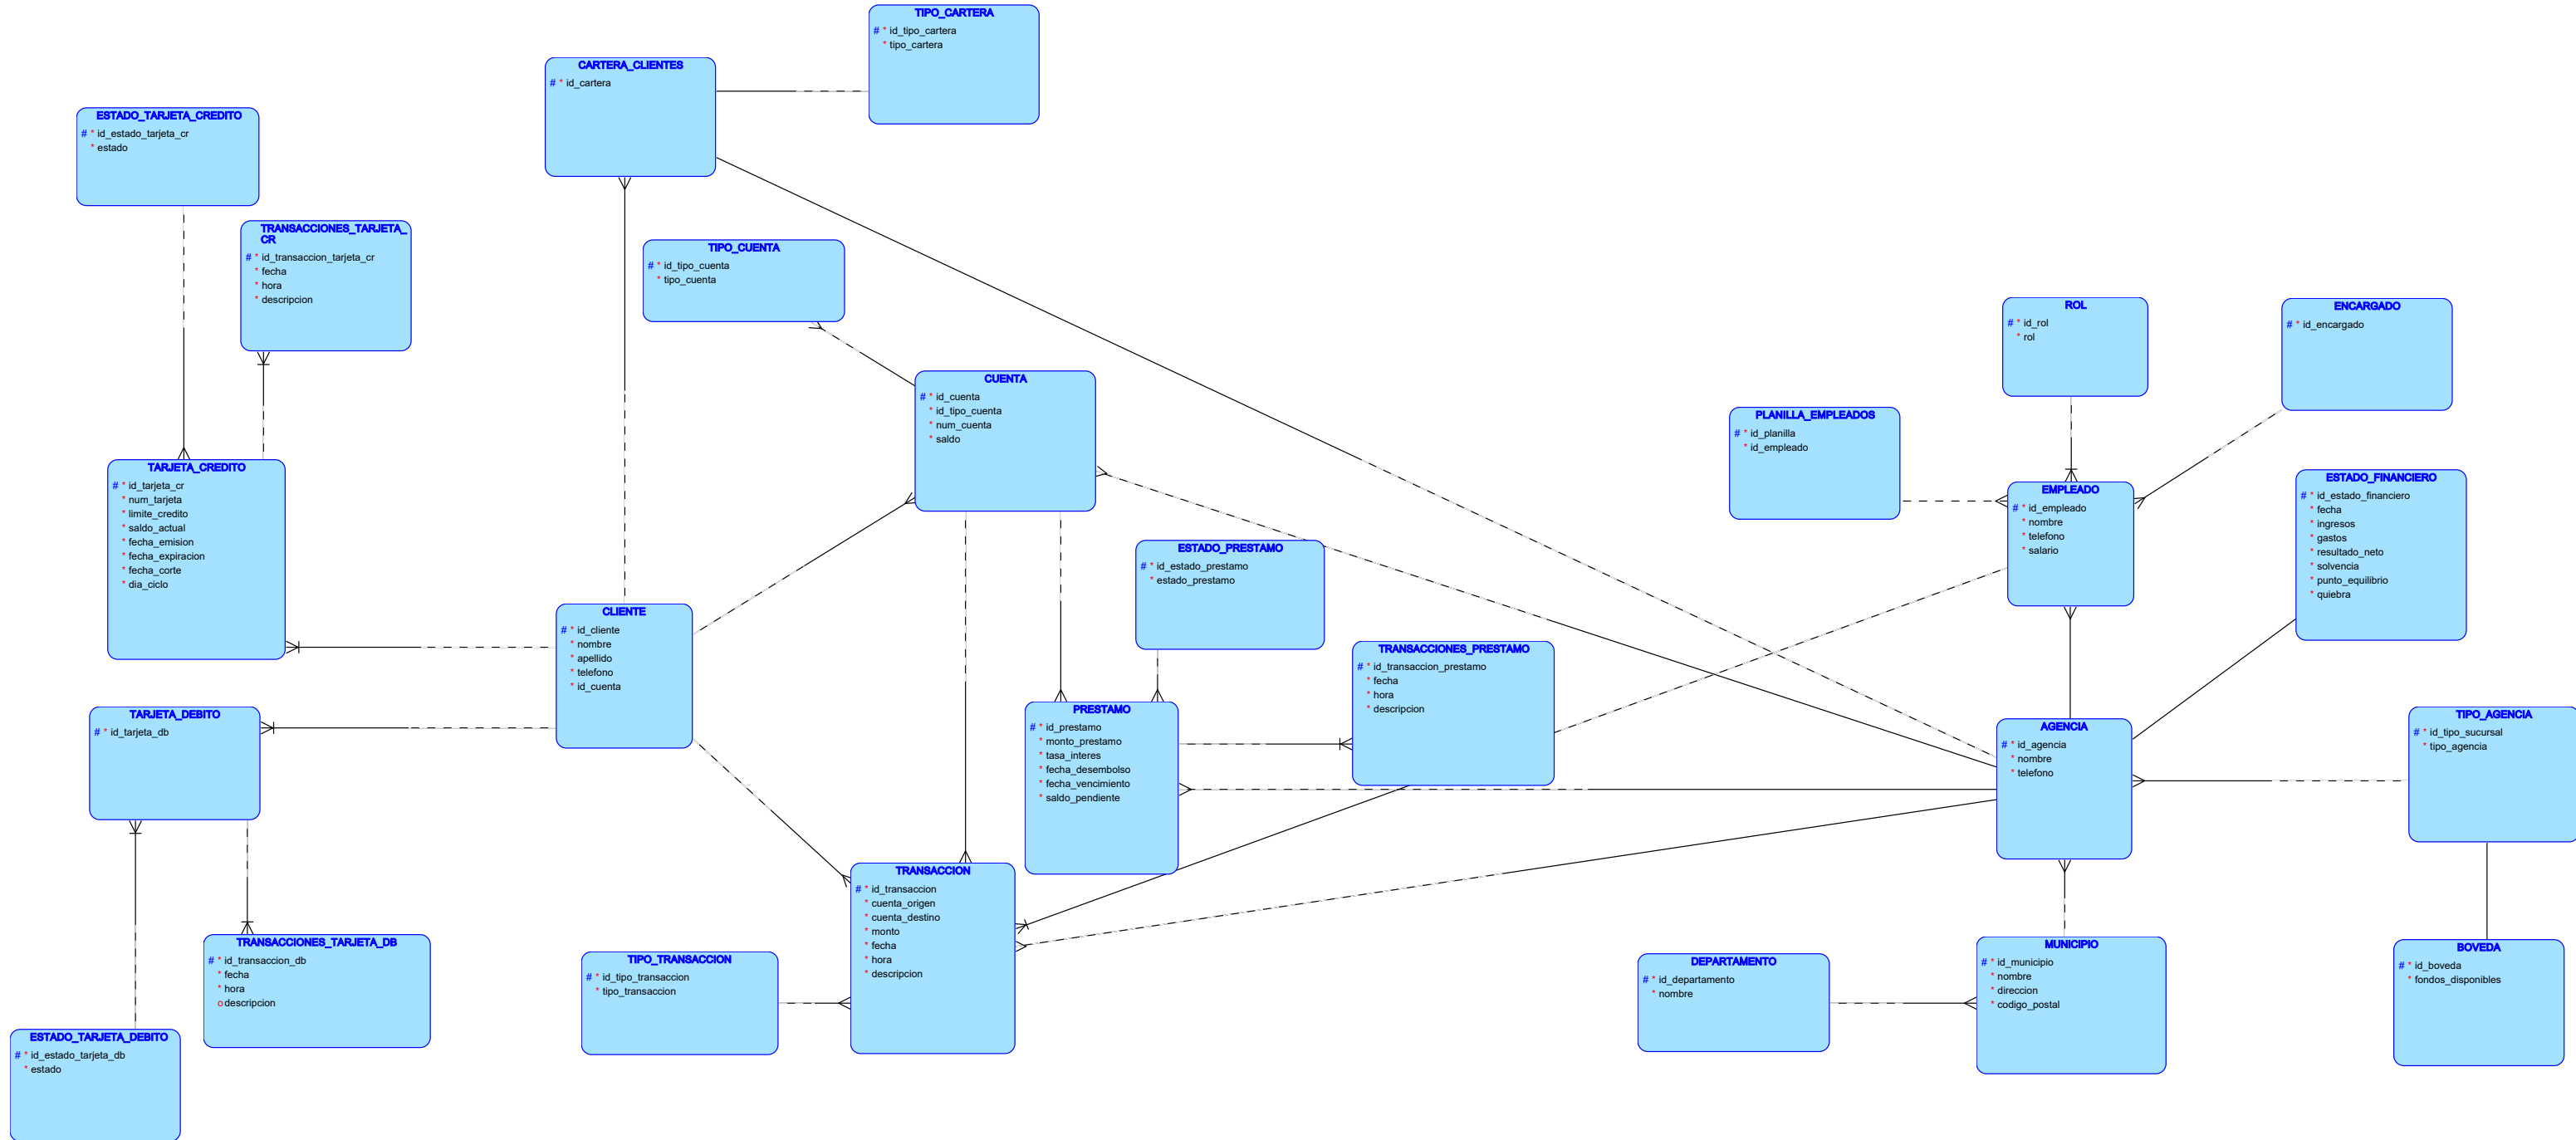 TIPO_CARTERA
# * id_tipo_cartera
* tipo_cartera
CARTERA_CLIENTES
# * id_cartera
ESTADO_TARJETA_CREDITO
# * id_estado_tarjeta_cr
* estado
TRANSACCIONES_TARJETA_
CR
# * id_transaccion_tarjeta_cr
* fecha
* hora
* descripcion
TIPO_CUENTA
# * id_tipo_cuenta
* tipo_cuenta
CUENTA
# * id_cuenta
* id_tipo_cuenta
* num_cuenta
* saldo
ROL
# * id_rol
* rol
ENCARGADO
# * id_encargado
PLANILLA_EMPLEADOS
# * id_planilla
* id_empleado
TARJETA_CREDITO
# * id_tarjeta_cr
* num_tarjeta
* limite_credito
* saldo_actual
* fecha_emision
* fecha_expiracion
* fecha_corte
* dia_ciclo
EMPLEADO
# * id_empleado
* nombre
* telefono
* salario
ESTADO_FINANCIERO
# * id_estado_financiero
* fecha
* ingresos
* gastos
* resultado_neto
* solvencia
* punto_equilibrio
* quiebra
ESTADO_PRESTAMO
# * id_estado_prestamo
* estado_prestamo
CLIENTE
# * id_cliente
* nombre
* apellido
* telefono
* id_cuenta
TRANSACCIONES_PRESTAMO
# * id_transaccion_prestamo
* fecha
* hora
* descripcion
TARJETA_DEBITO
# * id_tarjeta_db
PRESTAMO
# * id_prestamo
* monto_prestamo
* tasa_interes
* fecha_desembolso
* fecha_vencimiento
* saldo_pendiente
AGENCIA
# * id_agencia
* nombre
* telefono
TIPO_AGENCIA
# * id_tipo_sucursal
* tipo_agencia
TRANSACCION
# * id_transaccion
* cuenta_origen
* cuenta_destino
* monto
* fecha
* hora
* descripcion
TRANSACCIONES_TARJETA_DB
# * id_transaccion_db
* fecha
* hora
o descripcion
TIPO_TRANSACCION
# * id_tipo_transaccion
* tipo_transaccion
DEPARTAMENTO
# * id_departamento
* nombre
MUNICIPIO
# * id_municipio
* nombre
* direccion
* codigo_postal
BOVEDA
# * id_boveda
* fondos_disponibles
ESTADO_TARJETA_DEBITO
# * id_estado_tarjeta_db
* estado